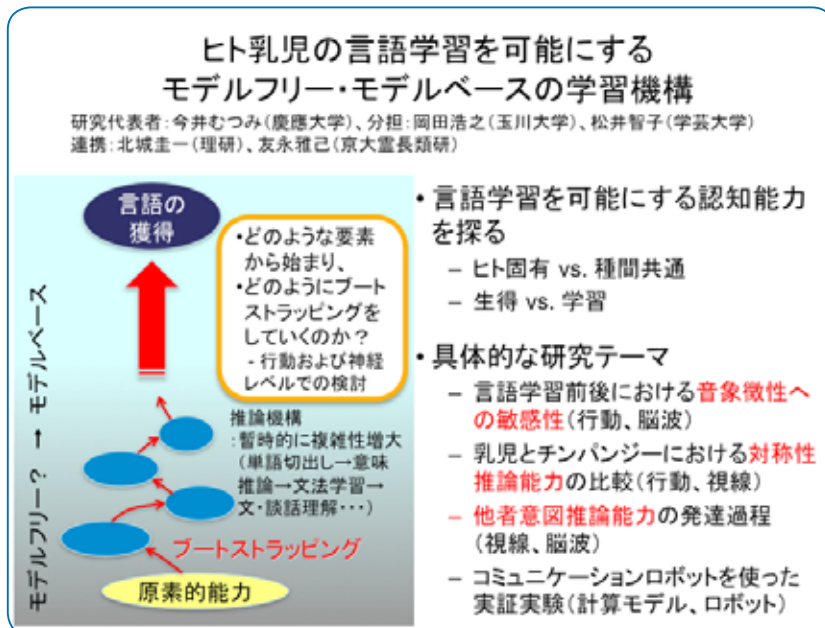 ヒト乳児の言語学習を可能にする
モデルフリー・モデルベースの学習機構
研究代表者：今井むつみ（慶應大学）、分担：岡田浩之（玉川大学）、松井智子（学芸大学）
連携：北城圭一（理研）、友永雅己（京大霊長類研）
モデルフリー？ → モデルベース
言語の
獲得
•どのような要素
から始まり、
•どのようにブート
ストラッピングを
していくのか？
- 行動および神経
レベルでの検討
推論機構
：暫時的に複雑性増大
（単語切出し→意味
推論→文法学習→
文・談話理解・・・）
ブートストラッピング
原素的能力
• 言語学習を可能にする認知能力
を探る
– ヒト固有 vs. 種間共通
– 生得 vs. 学習
• 具体的な研究テーマ
– 言語学習前後における音象徴性へ
の敏感性（行動、脳波）
– 乳児とチンパンジーにおける対称性
推論能力の比較（行動、視線）
– 他者意図推論能力の発達過程
（視線、脳波）
– コミュニケーションロボットを使った
実証実験（計算モデル、ロボット）